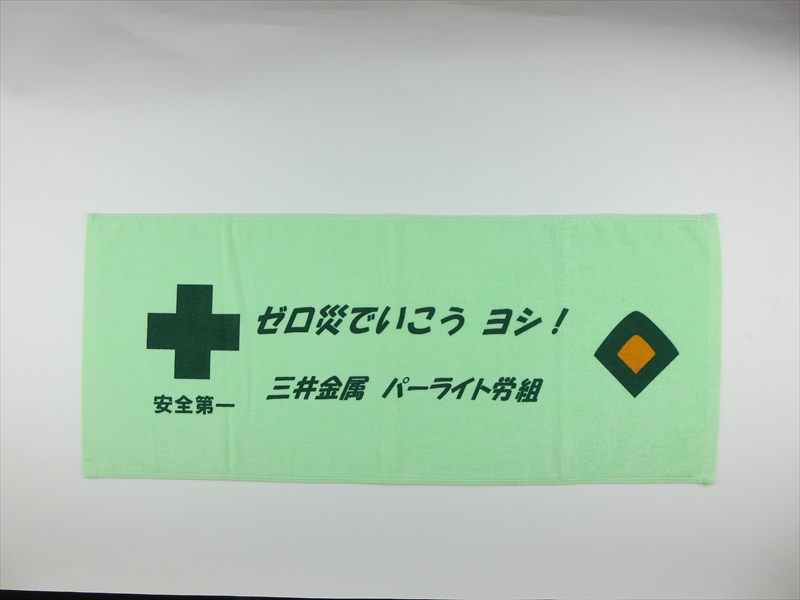 ゼロ災でいこう ヨシ!
三井金属 パーライト労組
安全第一